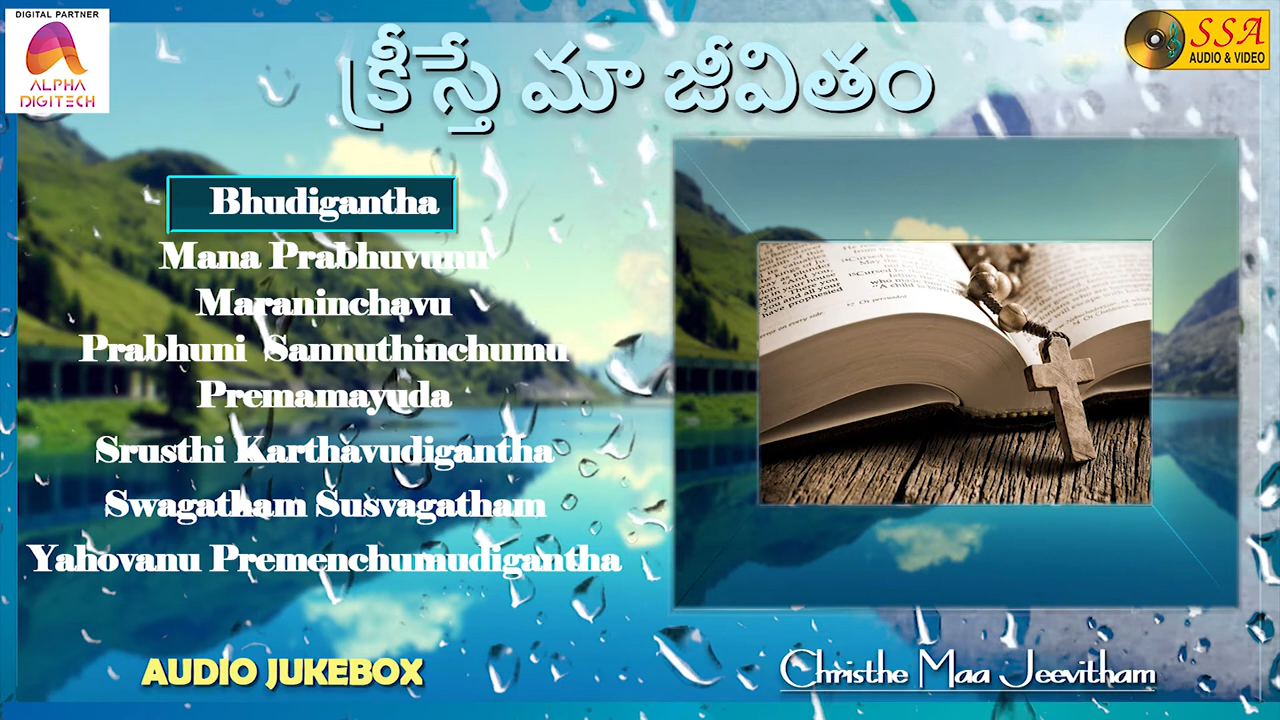 DIGITAL PARTNER
ALPHA
DIGITECH
క్రీస్తే మా జీవితం
SSA
AUDIO & VIDEO
Bhudigantha
Mana Prabhuvunu
Maraninchavu
Prabhuni Sannuthinchumu
Premamayuda
Srusthi Karthavudigantha
Swagatham Susvagatham
Yahovanu Premenchumudigantha
AUDIO JUKEBOX
Christhe Maa Jeevitham